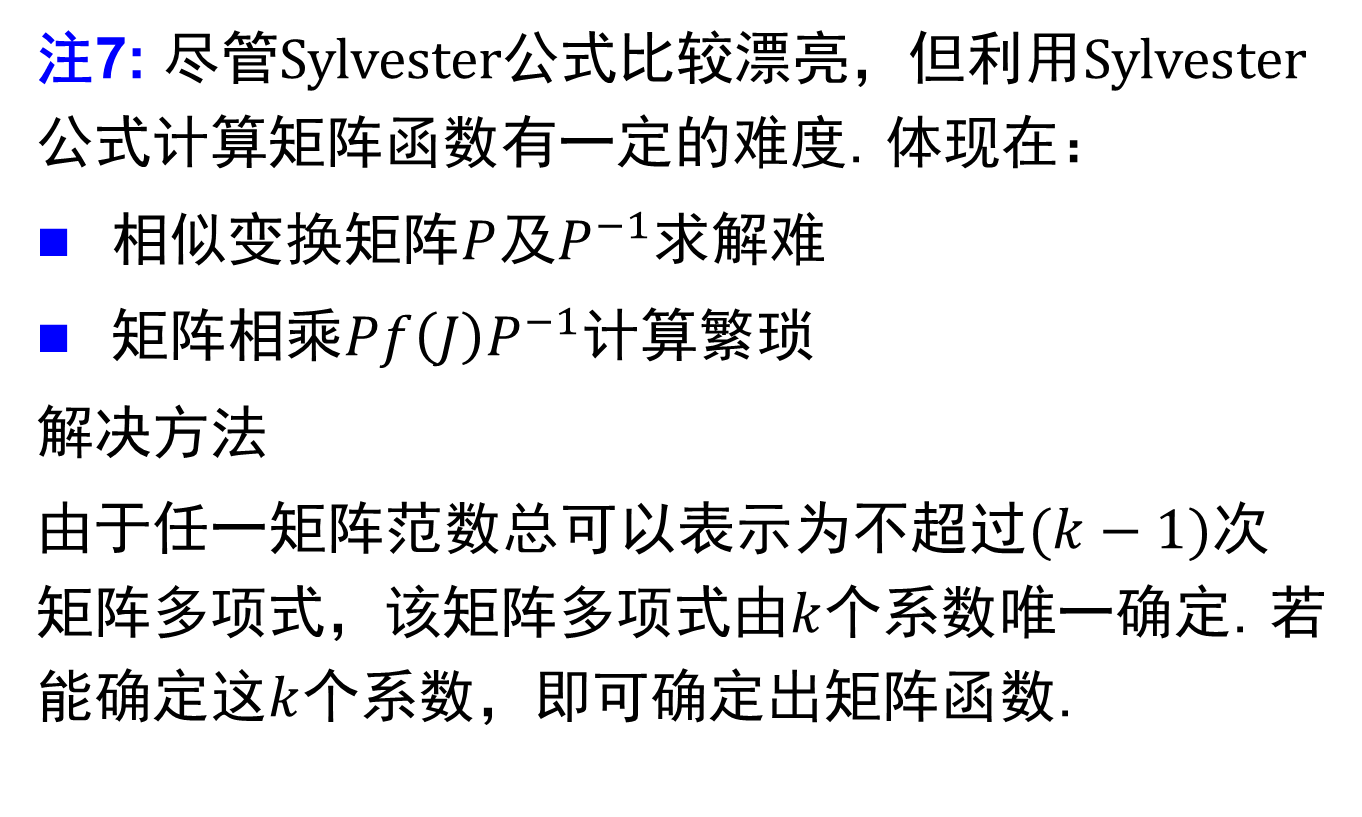 注7: 尽管Sylvester公式比较漂亮，但利用Sylvester
公式计算矩阵函数有一定的难度. 体现在：
■ 相似变换矩阵P及P⁻¹求解难
■ 矩阵相乘Pf(J)P⁻¹计算繁琐
解决方法
由于任一矩阵范数总可以表示为不超过(k − 1)次
矩阵多项式，该矩阵多项式由k个系数唯一确定. 若
能确定这k个系数，即可确定出矩阵函数.